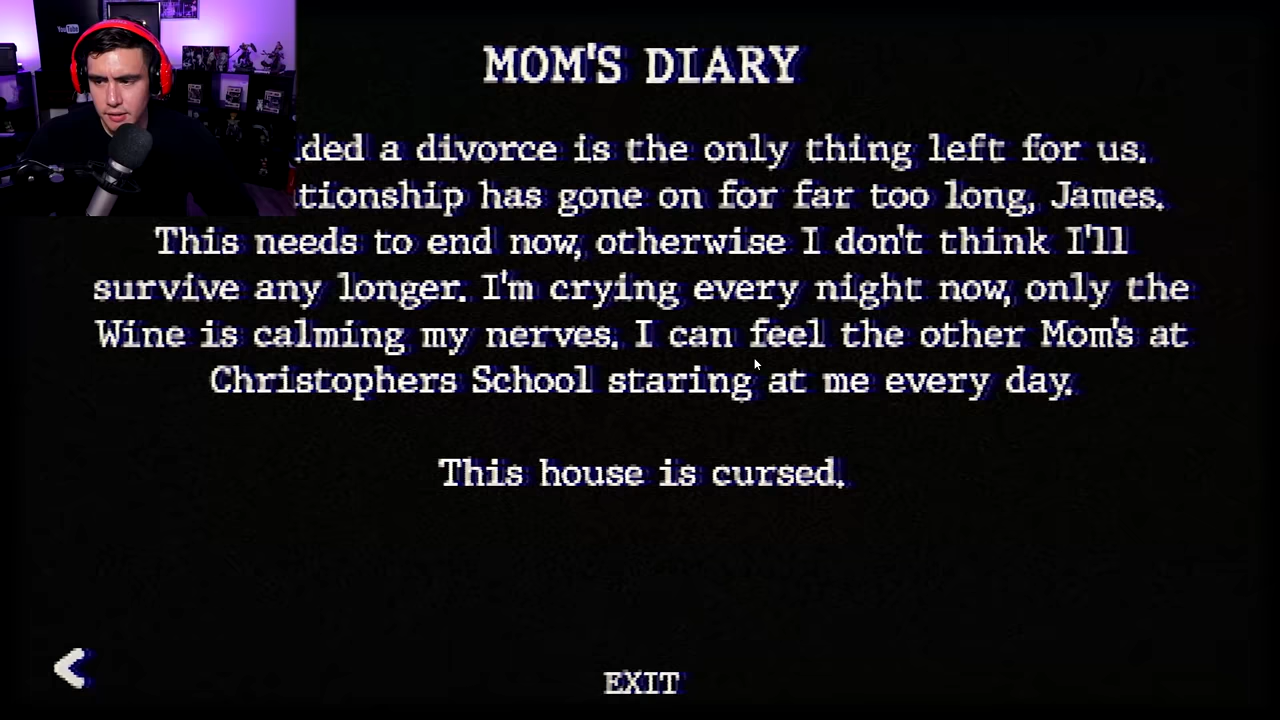 YouTube
MOM'S DIARY
a divorce is the only thing left for us.
has gone on for far too long, James.
This needs to end now, otherwise I don't think I'll
survive any longer. I'm crying every night now, only the
Wine is calming my nerves. I can feel the other Mom's at
Christophers School staring at me every day.
This house is cursed.
<
EXIT